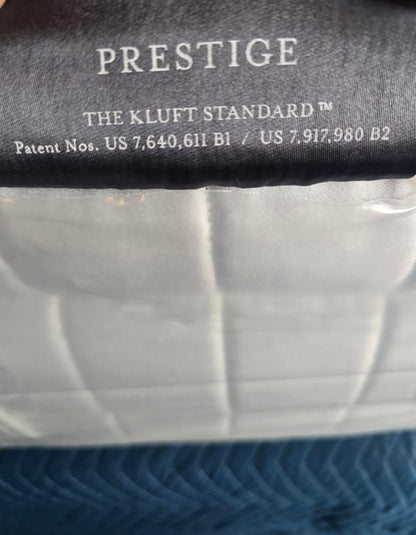 PRESTIGE
THE KLUFT STANDARD™
Patent Nos. US 7,640,611 B1 / US 7,917,980 B2